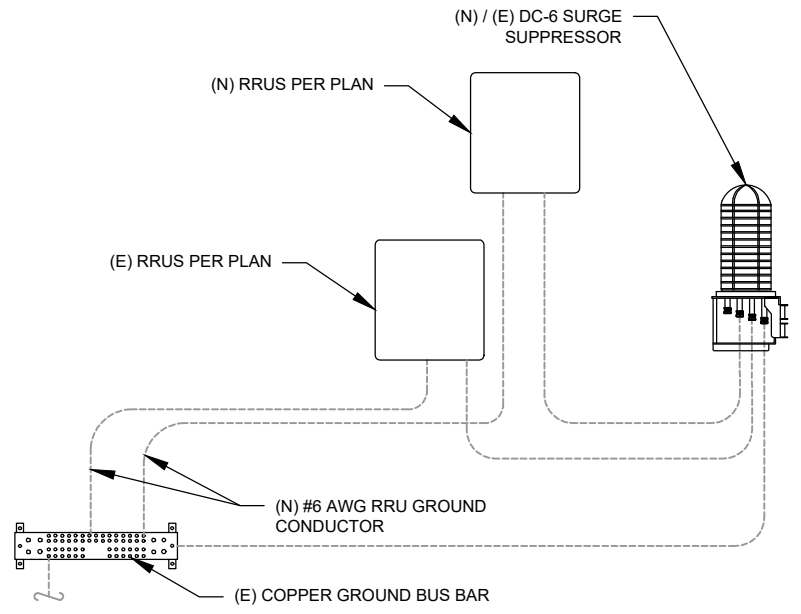 (N) / (E) DC-6 SURGE
SUPPRESSOR
(N) RRUS PER PLAN
(E) RRUS PER PLAN
(N) #6 AWG RRU GROUND
CONDUCTOR
(E) COPPER GROUND BUS BAR